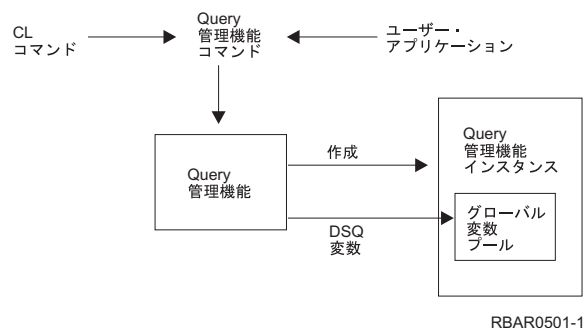 CL
コマンド
Query
管理機能
コマンド
ユーザー・
アプリケーション
Query
管理機能
作成
DSQ
変数
Query
管理機能
インスタンス
グローバル
変数
プール
RBAR0501-1